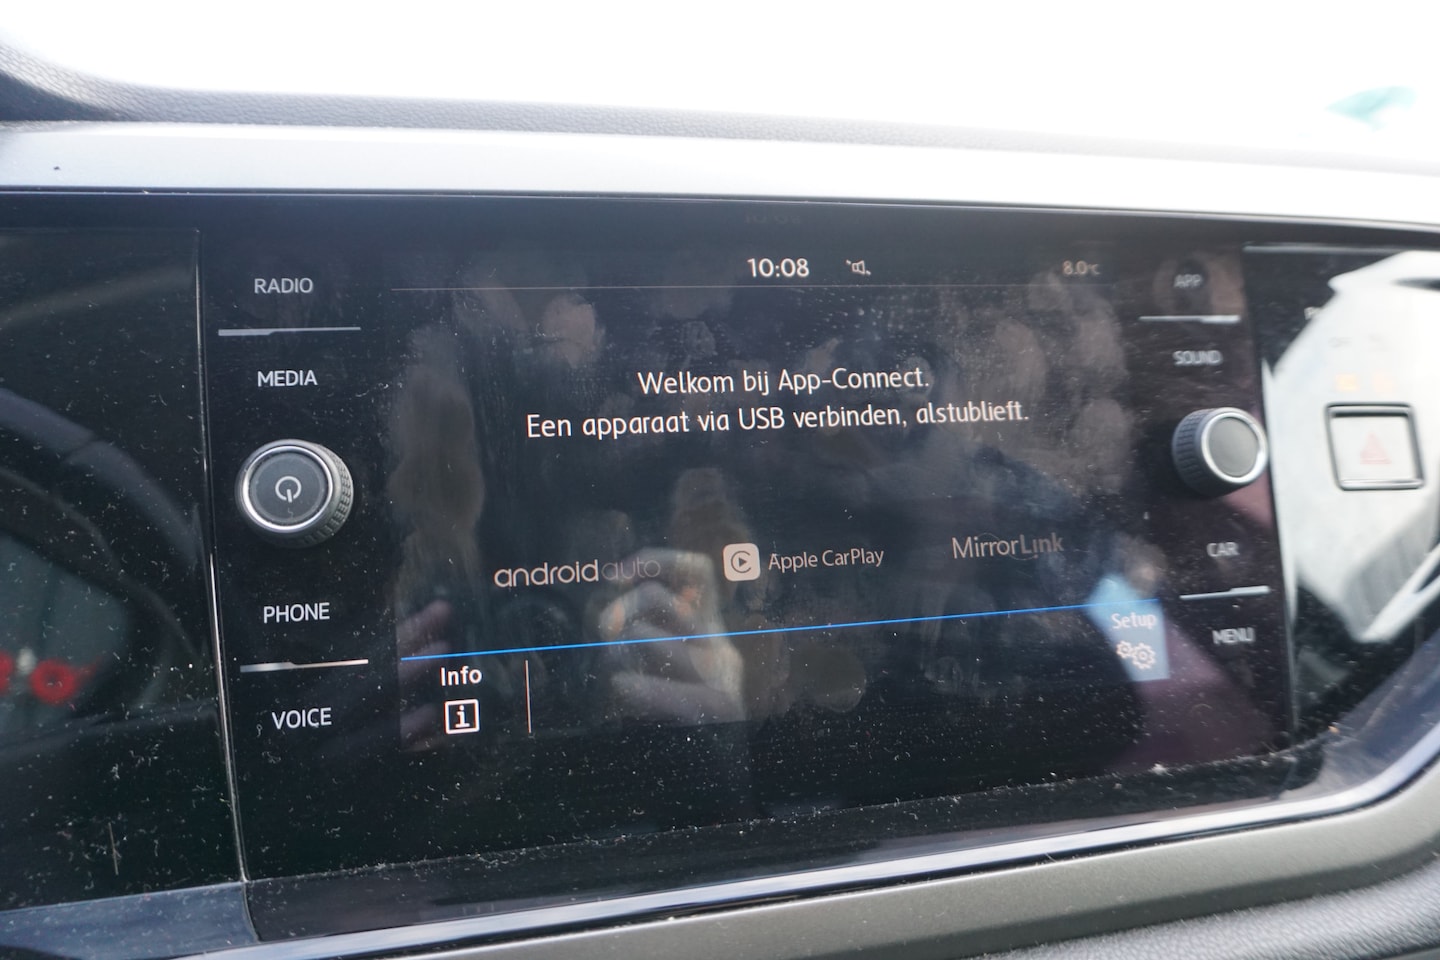 10:08
8.0°C
RADIO
MEDIA
PHONE
VOICE
APP
SOUND
CAR
MENU
Welkom bij App-Connect.
Een apparaat via USB verbinden, alstublieft.
androidauto
Apple CarPlay
MirrorLink
Info
i
Setup